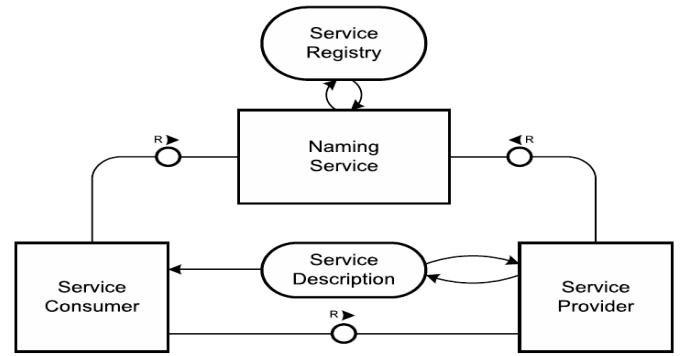 Service
Registry
R
Naming
Service
R
Service
Consumer
Service
Description
Service
Provider
R